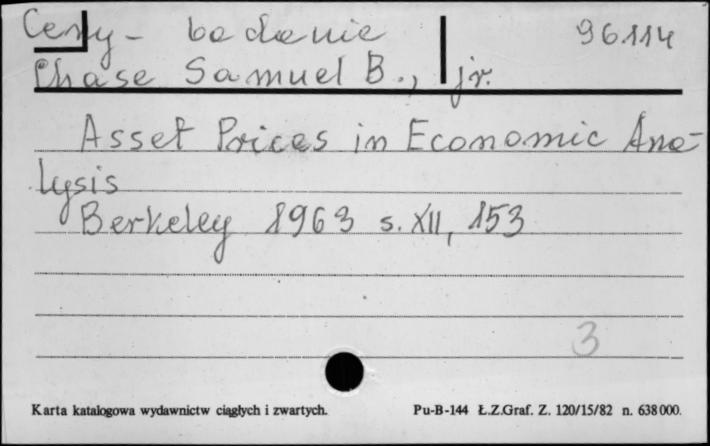 Ceny - badanie 96114
Chase Samuel B., jr.
Asset Prices in Economic Ana-
lysis
Berkeley 1963 s. XII, 153
3
Karta katalogowa wydawnictw ciągłych i zwartych. Pu-B-144 Ł.Z.Graf. Z. 120/15/82 n. 638000.